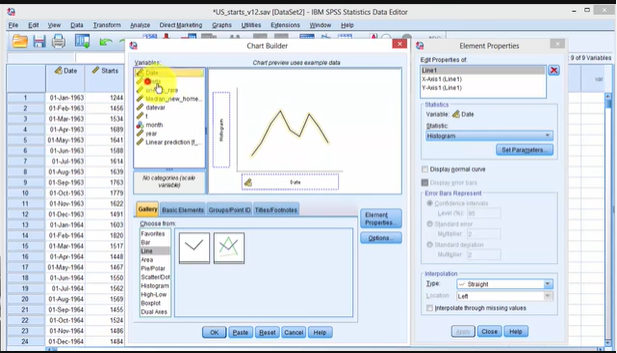 *US_starts_v12.sav [DataSet2] - IBM SPSS Statistics Data Editor
File Edit View Data Transform Analyze Direct Marketing Graphs Utilities Extensions Window Help
9 of 9 Variables
Date Starts var
1 01-Jan-1963 1244
2 01-Feb-1963 1456
3 01-Mar-1963 1534
4 01-Apr-1963 1689
5 01-May-1963 1641
6 01-Jun-1963 1588
7 01-Jul-1963 1614
8 01-Aug-1963 1639
9 01-Sep-1963 1763
10 01-Oct-1963 1779
11 01-Nov-1963 1622
12 01-Dec-1963 1491
13 01-Jan-1964 1603
14 01-Feb-1964 1820
15 01-Mar-1964 1517
16 01-Apr-1964 1448
17 01-May-1964 1467
18 01-Jun-1964 1550
19 01-Jul-1964 1562
20 01-Aug-1964 1569
21 01-Sep-1964 1455
22 01-Oct-1964 1524
23 01-Nov-1964 1486
24 01-Dec-1964 1484
Chart Builder
Variables:
Chart preview uses example data
Date
Median_new_home...
datevar
t
month
year
Linear prediction [f_...
No categories (scale variable)
Histogram
Date
Gallery Basic Elements Groups/Point ID Titles/Footnotes
Choose from:
Favorites
Bar
Line
Area
Pie/Polar
Scatter/Dot
Histogram
High-Low
Boxplot
Dual Axes
Element Properties...
Options...
OK Paste Reset Cancel Help
Element Properties
Edit Properties of:
Line1
X-Axis1 (Line1)
Y-Axis1 (Line1)
Statistics
Variable: Date
Statistic:
Histogram
Set Parameters...
Display normal curve
Display error bars
Error Bars Represent
Confidence intervals
Level (%): 95
Standard error
Multiplier: 2
Standard deviation
Multiplier: 2
Interpolation
Type: Straight
Location: Left
Interpolate through missing values
Apply Close Help